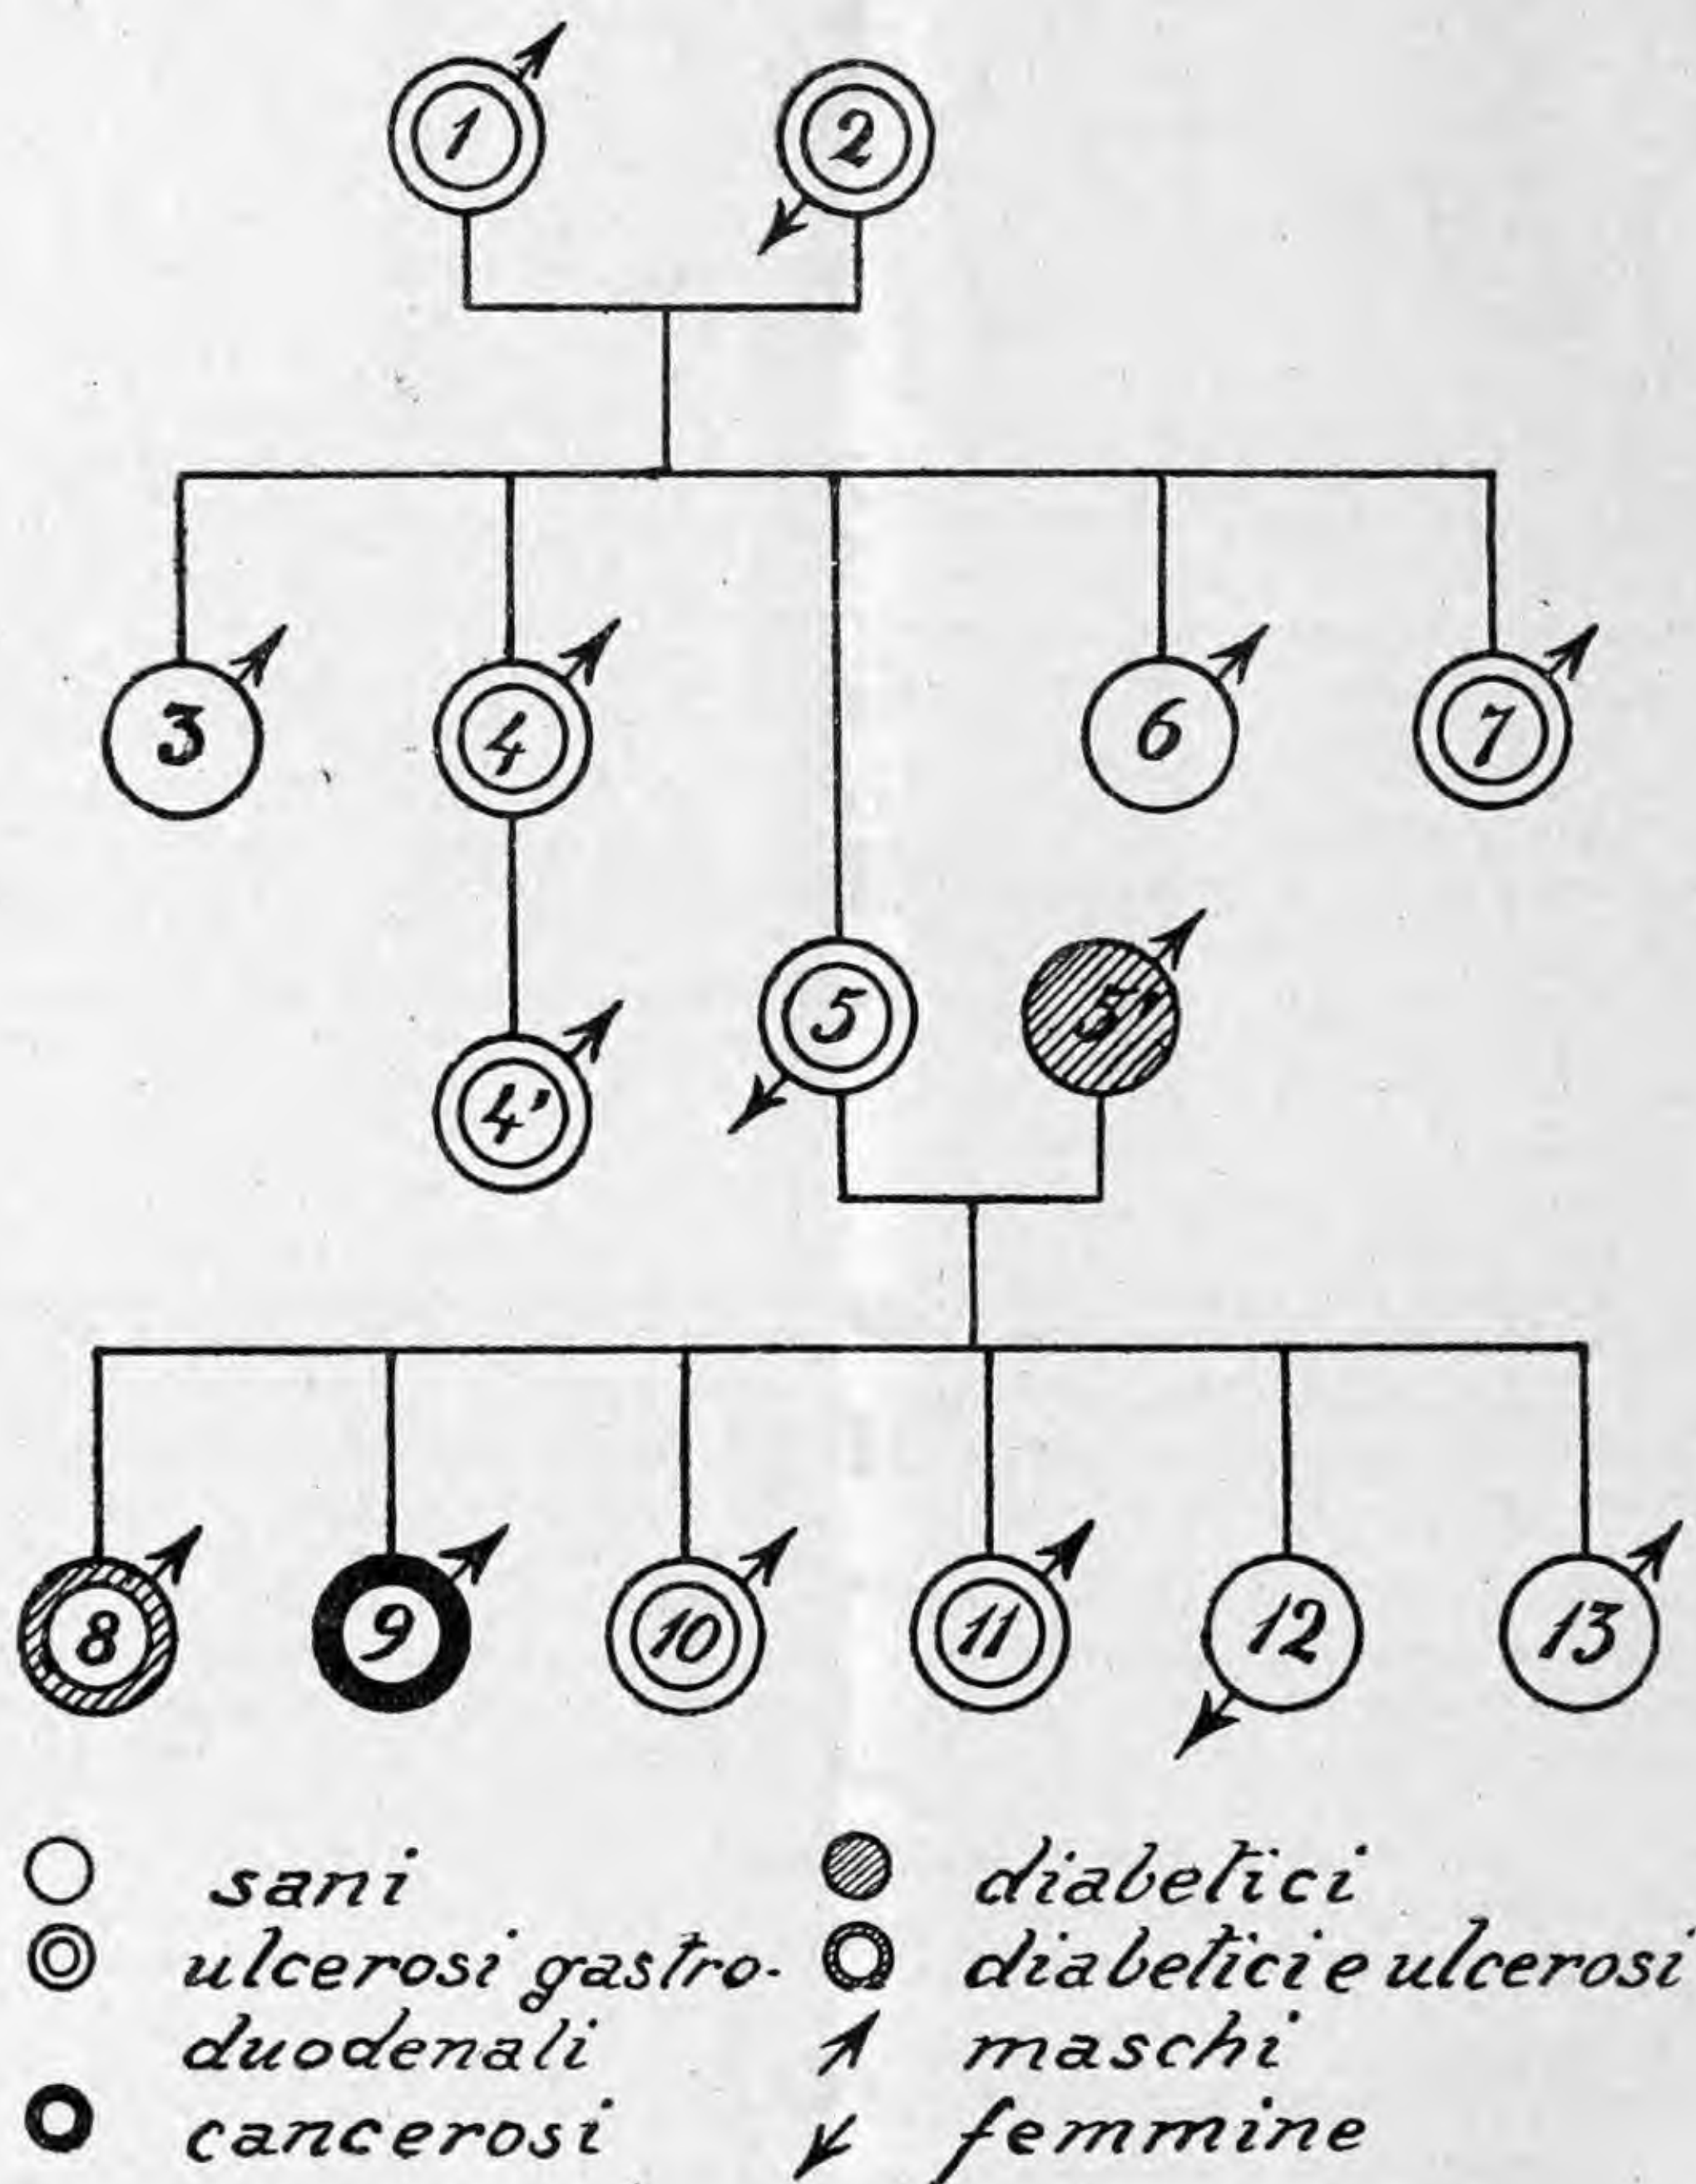 1 2
3 4 6 7
5 5'
4'
8 9 10 11 12 13
sani
ulcerosi gastro-
duodenali
cancerosi
diabetici
diabetici e ulcerosi
maschi
femmine